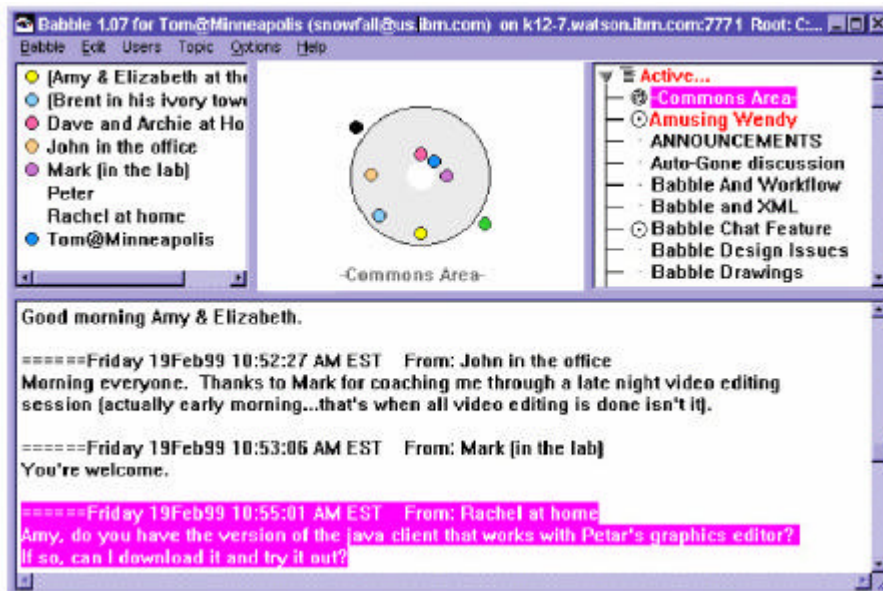 Babble 1.07 for Tom@Minneapolis (snowfall@us.ibm.com) on k12-7.watson.ibm.com:7771 Root: C:...
Babble Edit Users Topic Options Help
(Amy & Elizabeth at the
(Brent in his ivory tow
Dave and Archie at Ho
John in the office
Mark (in the lab)
Peter
Rachel at home
Tom@Minneapolis
-Commons Area-
Active...
-Commons Area-
Amusing Wendy
ANNOUNCEMENTS
Auto-Gone discussion
Babble And Workflow
Babble and XML
Babble Chat Feature
Babble Design Issues
Babble Drawings
Good morning Amy & Elizabeth.
======Friday 19Feb99 10:52:27 AM EST From: John in the office
Morning everyone. Thanks to Mark for coaching me through a late night video editing
session (actually early morning...that's when all video editing is done isn't it).
======Friday 19Feb99 10:53:06 AM EST From: Mark (in the lab)
You're welcome.
======Friday 19Feb99 10:55:01 AM EST From: Rachel at home
Amy, do you have the version of the java client that works with Petar's graphics editor?
If so, can I download it and try it out?